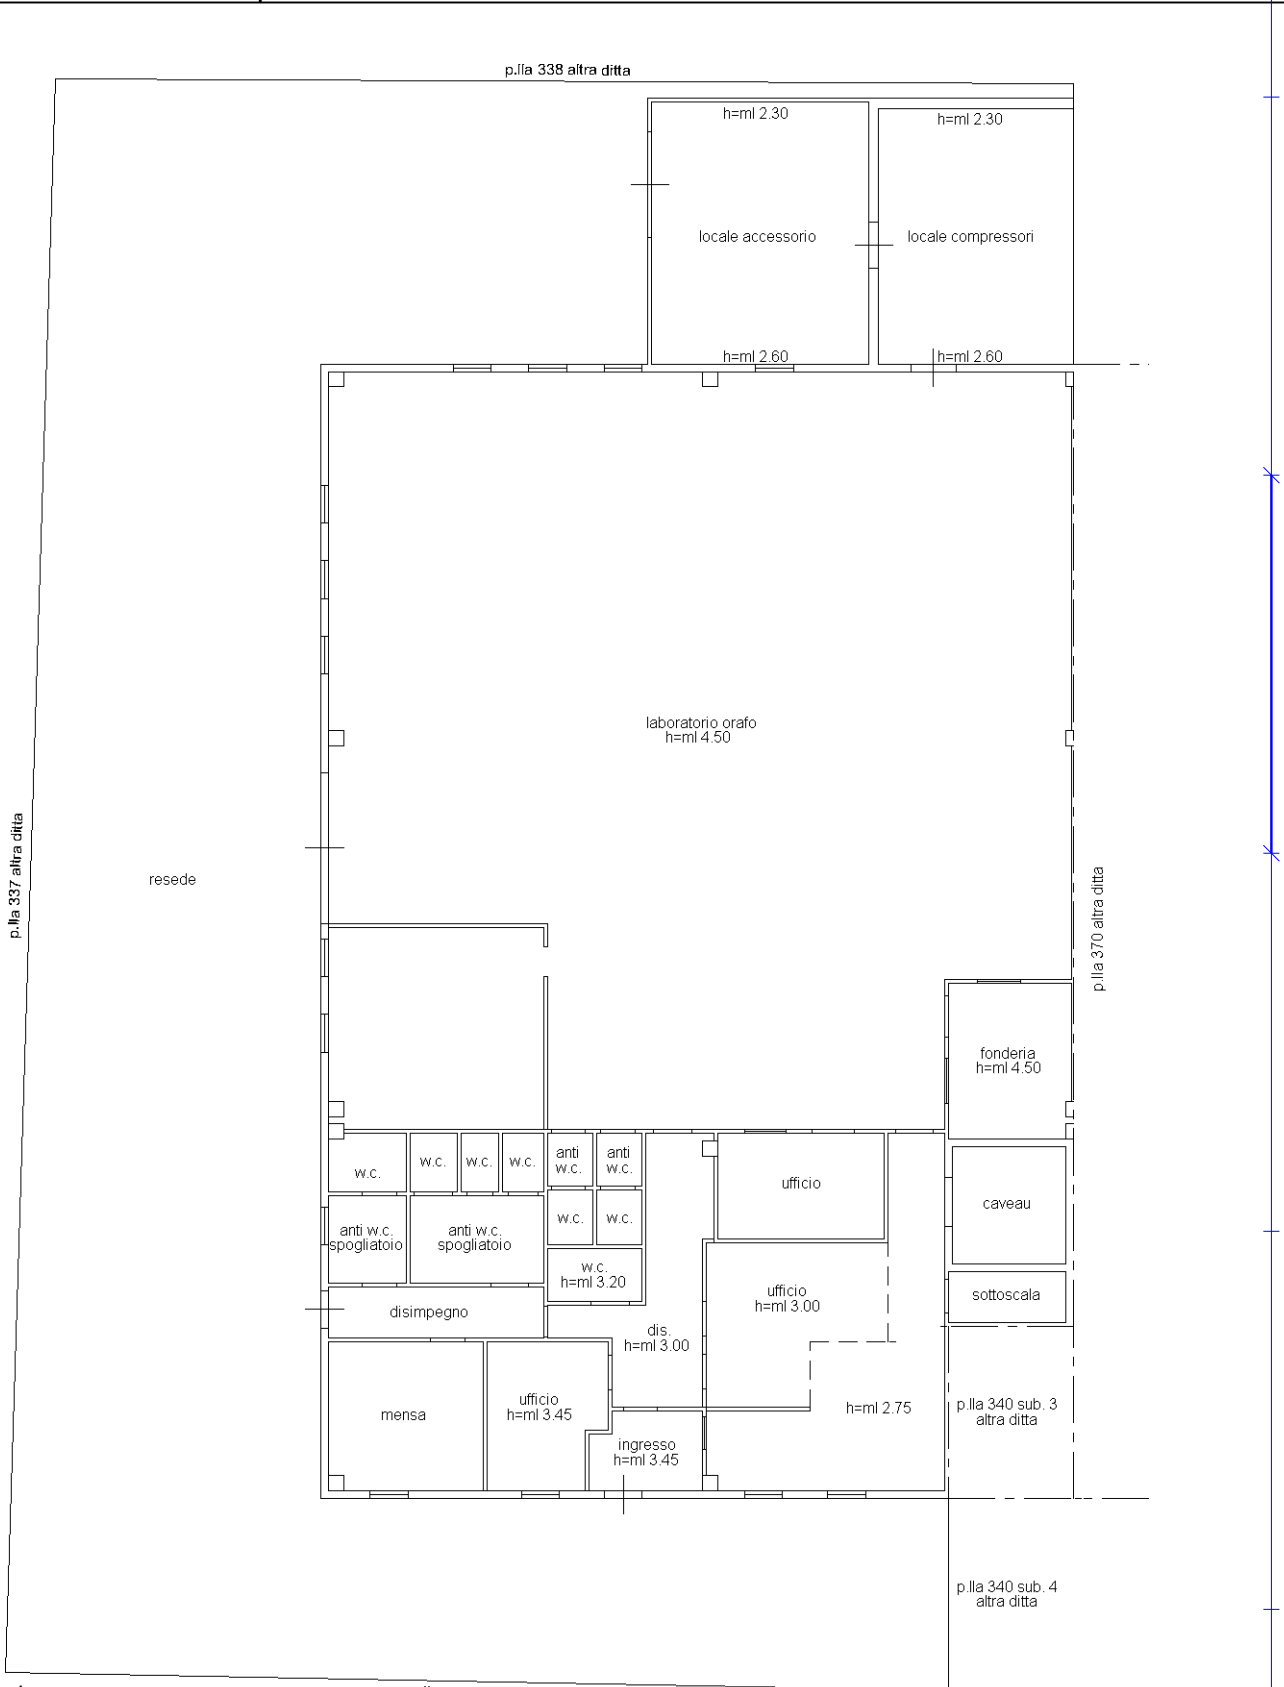 p.lla 338 altra ditta
h=ml 2.30
h=ml 2.30
locale accessorio
locale compressori
h=ml 2.60
h=ml 2.60
laboratorio orafo
h=ml 4.50
p.lla 337 altra ditta
resede
p.lla 370 altra ditta
fonderia
h=ml 4.50
w.c.
w.c.
w.c.
w.c.
anti
w.c.
anti
w.c.
ufficio
caveau
anti w.c.
spogliatoio
anti w.c.
spogliatoio
w.c.
w.c.
w.c.
h=ml 3.20
ufficio
h=ml 3.00
sottoscala
disimpegno
dis.
h=ml 3.00
mensa
ufficio
h=ml 3.45
h=ml 2.75
p.lla 340 sub. 3
altra ditta
ingresso
h=ml 3.45
p.lla 340 sub. 4
altra ditta